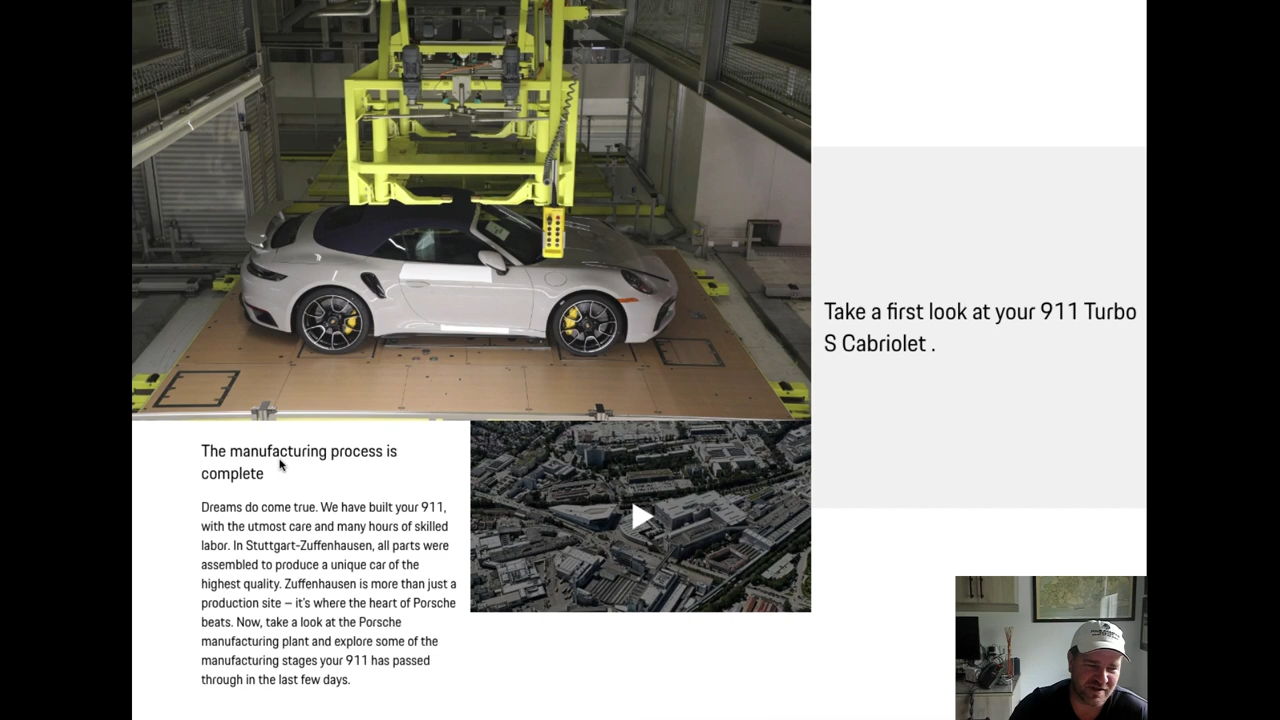 Take a first look at your 911 Turbo
S Cabriolet .
The manufacturing process is
complete
Dreams do come true. We have built your 911,
with the utmost care and many hours of skilled
labor. In Stuttgart-Zuffenhausen, all parts were
assembled to produce a unique car of the
highest quality. Zuffenhausen is more than just a
production site – it's where the heart of Porsche
beats. Now, take a look at the Porsche
manufacturing plant and explore some of the
manufacturing stages your 911 has passed
through in the last few days.